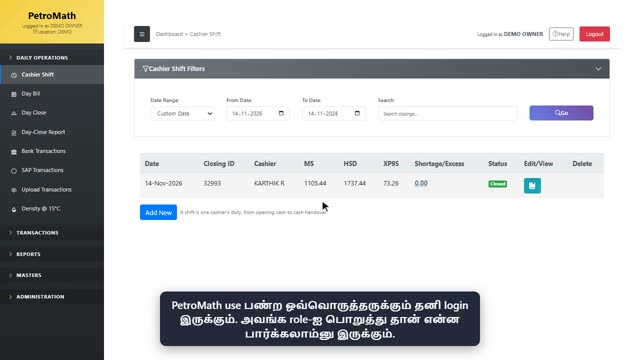 PetroMath
Logged in as DEMO OWNER
Location: DEMO
DAILY OPERATIONS
Cashier Shift
Day Bill
Day Close
Day-Close Report
Bank Transactions
SAP Transactions
Upload Transactions
Density @ 15°C
TRANSACTIONS
REPORTS
MASTERS
ADMINISTRATION
Dashboard > Cashier Shift
Logged in as DEMO OWNER
Help
Logout
Cashier Shift Filters
Date Range: From Date: To Date: Search:
Custom Date 14-11-2026 14-11-2026 Search closings... Go
Date Closing ID Cashier MS HSD XP95 Shortage/Excess Status Edit/View Delete
14-Nov-2026 32993 KARTHIK R 1105.44 1737.44 73.26 0.00 Closed
Add New A shift is one cashier's duty, from opening cash to cash handover.
PetroMath use பண்ற ஒவ்வொருத்தருக்கும் தனி login
இருக்கும். அவங்க role-ஐ பொறுத்து தான் என்ன
பார்க்கலாம்னு இருக்கும்.